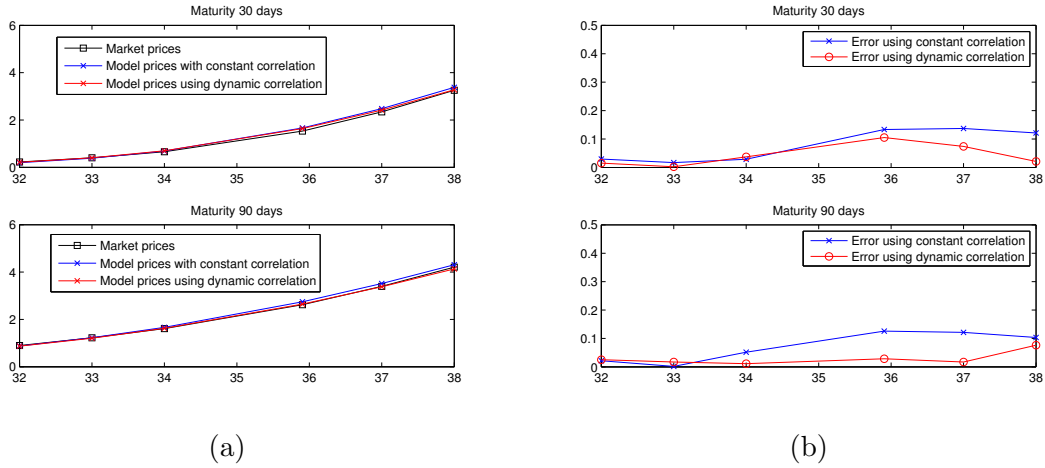 Maturity 30 days
6
4
2
0
Market prices
Model prices with constant correlation
Model prices using dynamic correlation
32 33 34 35 36 37 38
Maturity 90 days
6
4
2
0
Market prices
Model prices with constant correlation
Model prices using dynamic correlation
32 33 34 35 36 37 38
(a)
Maturity 30 days
0.5
0.4
0.3
0.2
0.1
0
Error using constant correlation
Error using dynamic correlation
32 33 34 35 36 37 38
Maturity 90 days
0.5
0.4
0.3
0.2
0.1
0
Error using constant correlation
Error using dynamic correlation
32 33 34 35 36 37 38
(b)